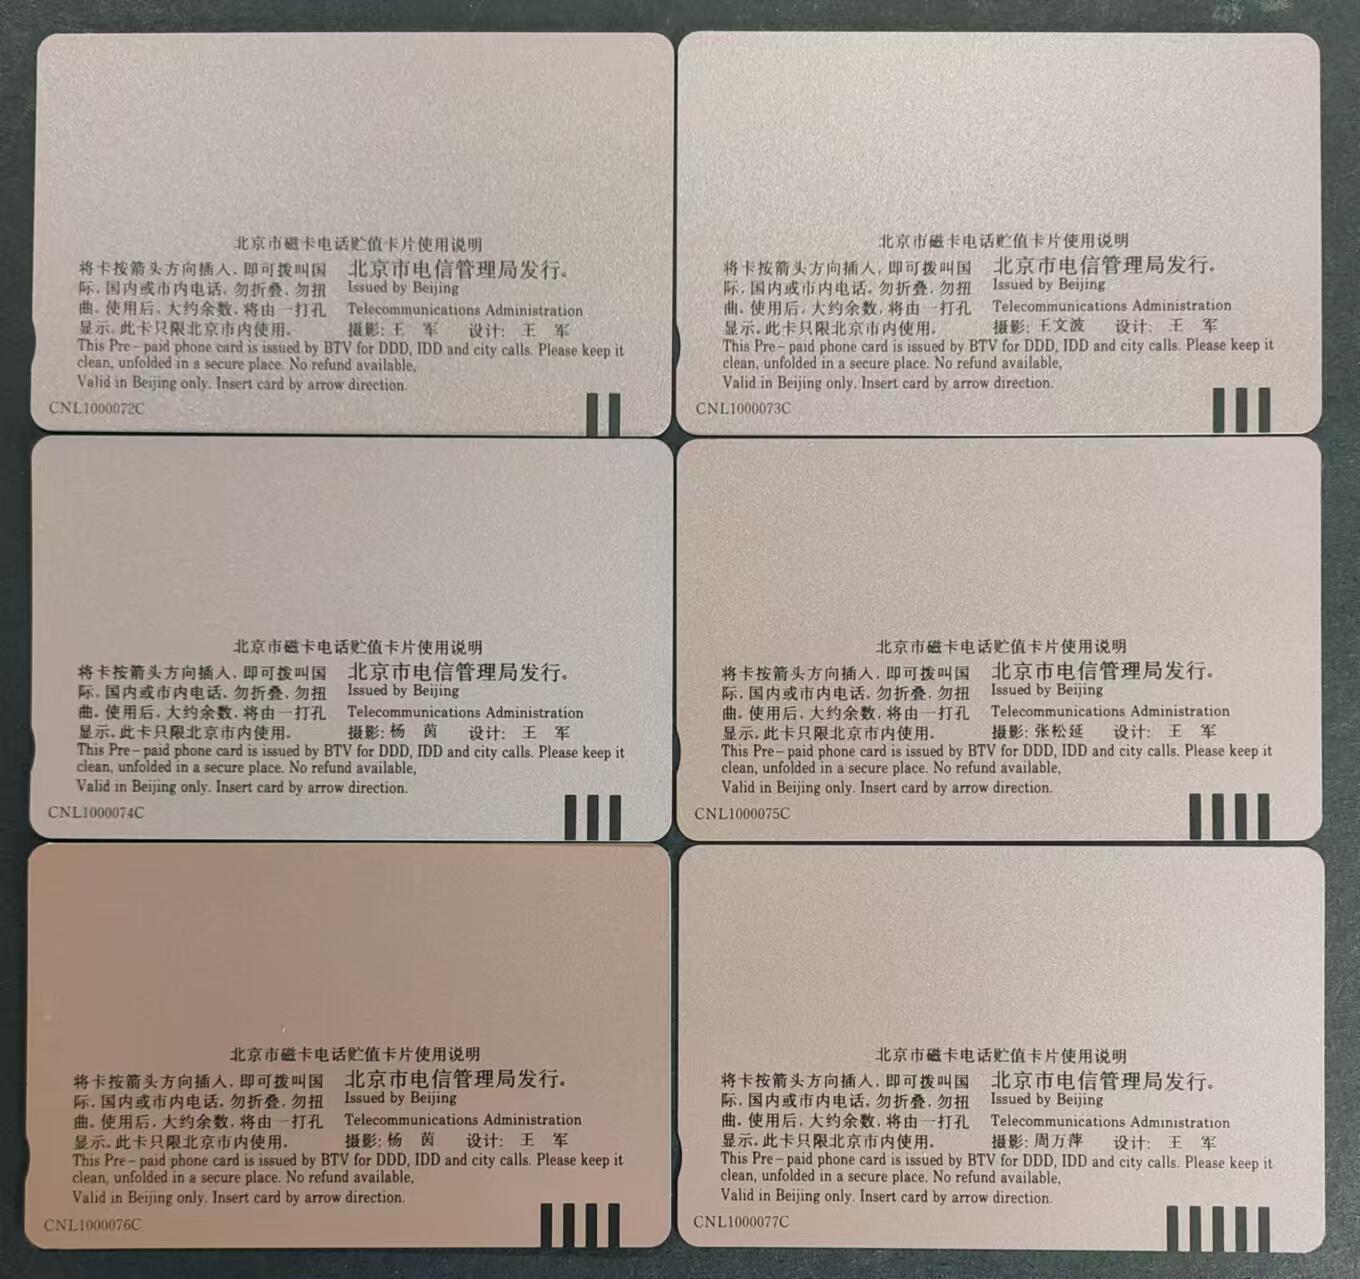 北京市磁卡电话贮值卡片使用说明
将卡按箭头方向插入,即可拨叫国
际,国内或市内电话。勿折叠,勿扭
曲。使用后,大约余数,将由一打孔
显示。此卡只限北京市内使用。
北京市电信管理局发行。
Issued by Beijing
Telecommunications Administration
摄影:王 军 设计: 王 军
This Pre-paid phone card is issued by BTV for DDD, IDD and city calls. Please keep it
clean, unfolded in a secure place. No refund available,
Valid in Beijing only. Insert card by arrow direction.
CNL1000072C
北京市磁卡电话贮值卡片使用说明
将卡按箭头方向插入,即可拨叫国
际,国内或市内电话。勿折叠,勿扭
曲。使用后,大约余数,将由一打孔
显示。此卡只限北京市内使用。
北京市电信管理局发行。
Issued by Beijing
Telecommunications Administration
摄影:王文波 设计: 王 军
This Pre-paid phone card is issued by BTV for DDD, IDD and city calls. Please keep it
clean, unfolded in a secure place. No refund available,
Valid in Beijing only. Insert card by arrow direction.
CNL1000073C
北京市磁卡电话贮值卡片使用说明
将卡按箭头方向插入,即可拨叫国
际,国内或市内电话。勿折叠,勿扭
曲。使用后,大约余数,将由一打孔
显示。此卡只限北京市内使用。
北京市电信管理局发行。
Issued by Beijing
Telecommunications Administration
摄影:杨 茵 设计: 王 军
This Pre-paid phone card is issued by BTV for DDD, IDD and city calls. Please keep it
clean, unfolded in a secure place. No refund available,
Valid in Beijing only. Insert card by arrow direction.
CNL1000074C
北京市磁卡电话贮值卡片使用说明
将卡按箭头方向插入,即可拨叫国
际,国内或市内电话。勿折叠,勿扭
曲。使用后,大约余数,将由一打孔
显示。此卡只限北京市内使用。
北京市电信管理局发行。
Issued by Beijing
Telecommunications Administration
摄影:张松延 设计: 王 军
This Pre-paid phone card is issued by BTV for DDD, IDD and city calls. Please keep it
clean, unfolded in a secure place. No refund available,
Valid in Beijing only. Insert card by arrow direction.
CNL1000075C
北京市磁卡电话贮值卡片使用说明
将卡按箭头方向插入,即可拨叫国
际,国内或市内电话。勿折叠,勿扭
曲。使用后,大约余数,将由一打孔
显示。此卡只限北京市内使用。
北京市电信管理局发行。
Issued by Beijing
Telecommunications Administration
摄影:杨 茵 设计: 王 军
This Pre-paid phone card is issued by BTV for DDD, IDD and city calls. Please keep it
clean, unfolded in a secure place. No refund available,
Valid in Beijing only. Insert card by arrow direction.
CNL1000076C
北京市磁卡电话贮值卡片使用说明
将卡按箭头方向插入,即可拨叫国
际,国内或市内电话。勿折叠,勿扭
曲。使用后,大约余数,将由一打孔
显示。此卡只限北京市内使用。
北京市电信管理局发行。
Issued by Beijing
Telecommunications Administration
摄影:周万萍 设计: 王 军
This Pre-paid phone card is issued by BTV for DDD, IDD and city calls. Please keep it
clean, unfolded in a secure place. No refund available,
Valid in Beijing only. Insert card by arrow direction.
CNL1000077C